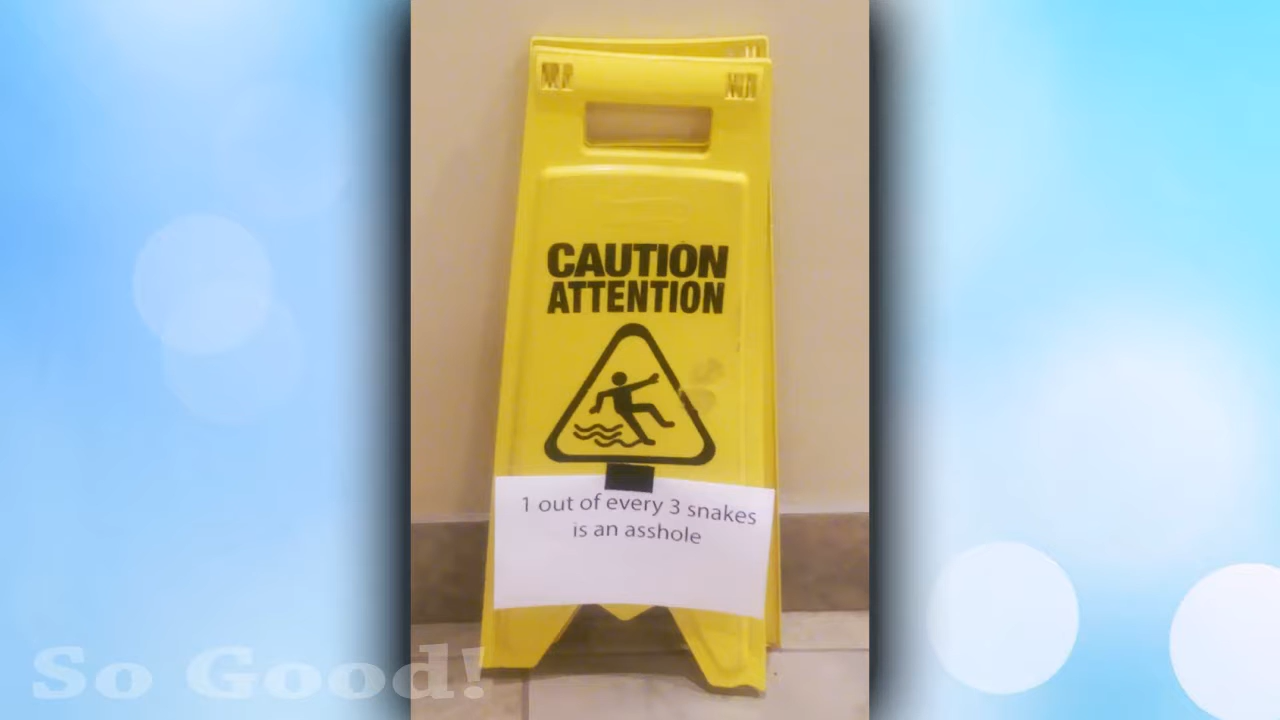 CAUTION
ATTENTION
1 out of every 3 snakes
is an asshole
So Good!